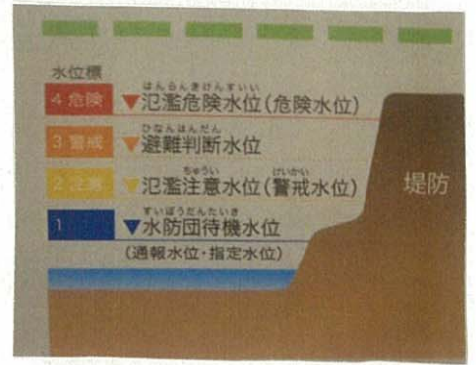 水位標
はんらんきけんすいい
4 危険 ▼氾濫危険水位(危険水位)
ひなんはんだん
3 警戒 ▼避難判断水位
ちゅうい けいかい
2 注意 ▼氾濫注意水位(警戒水位)
堤防
すいぼうだんたいき
1 ▼水防団待機水位
(通報水位・指定水位)